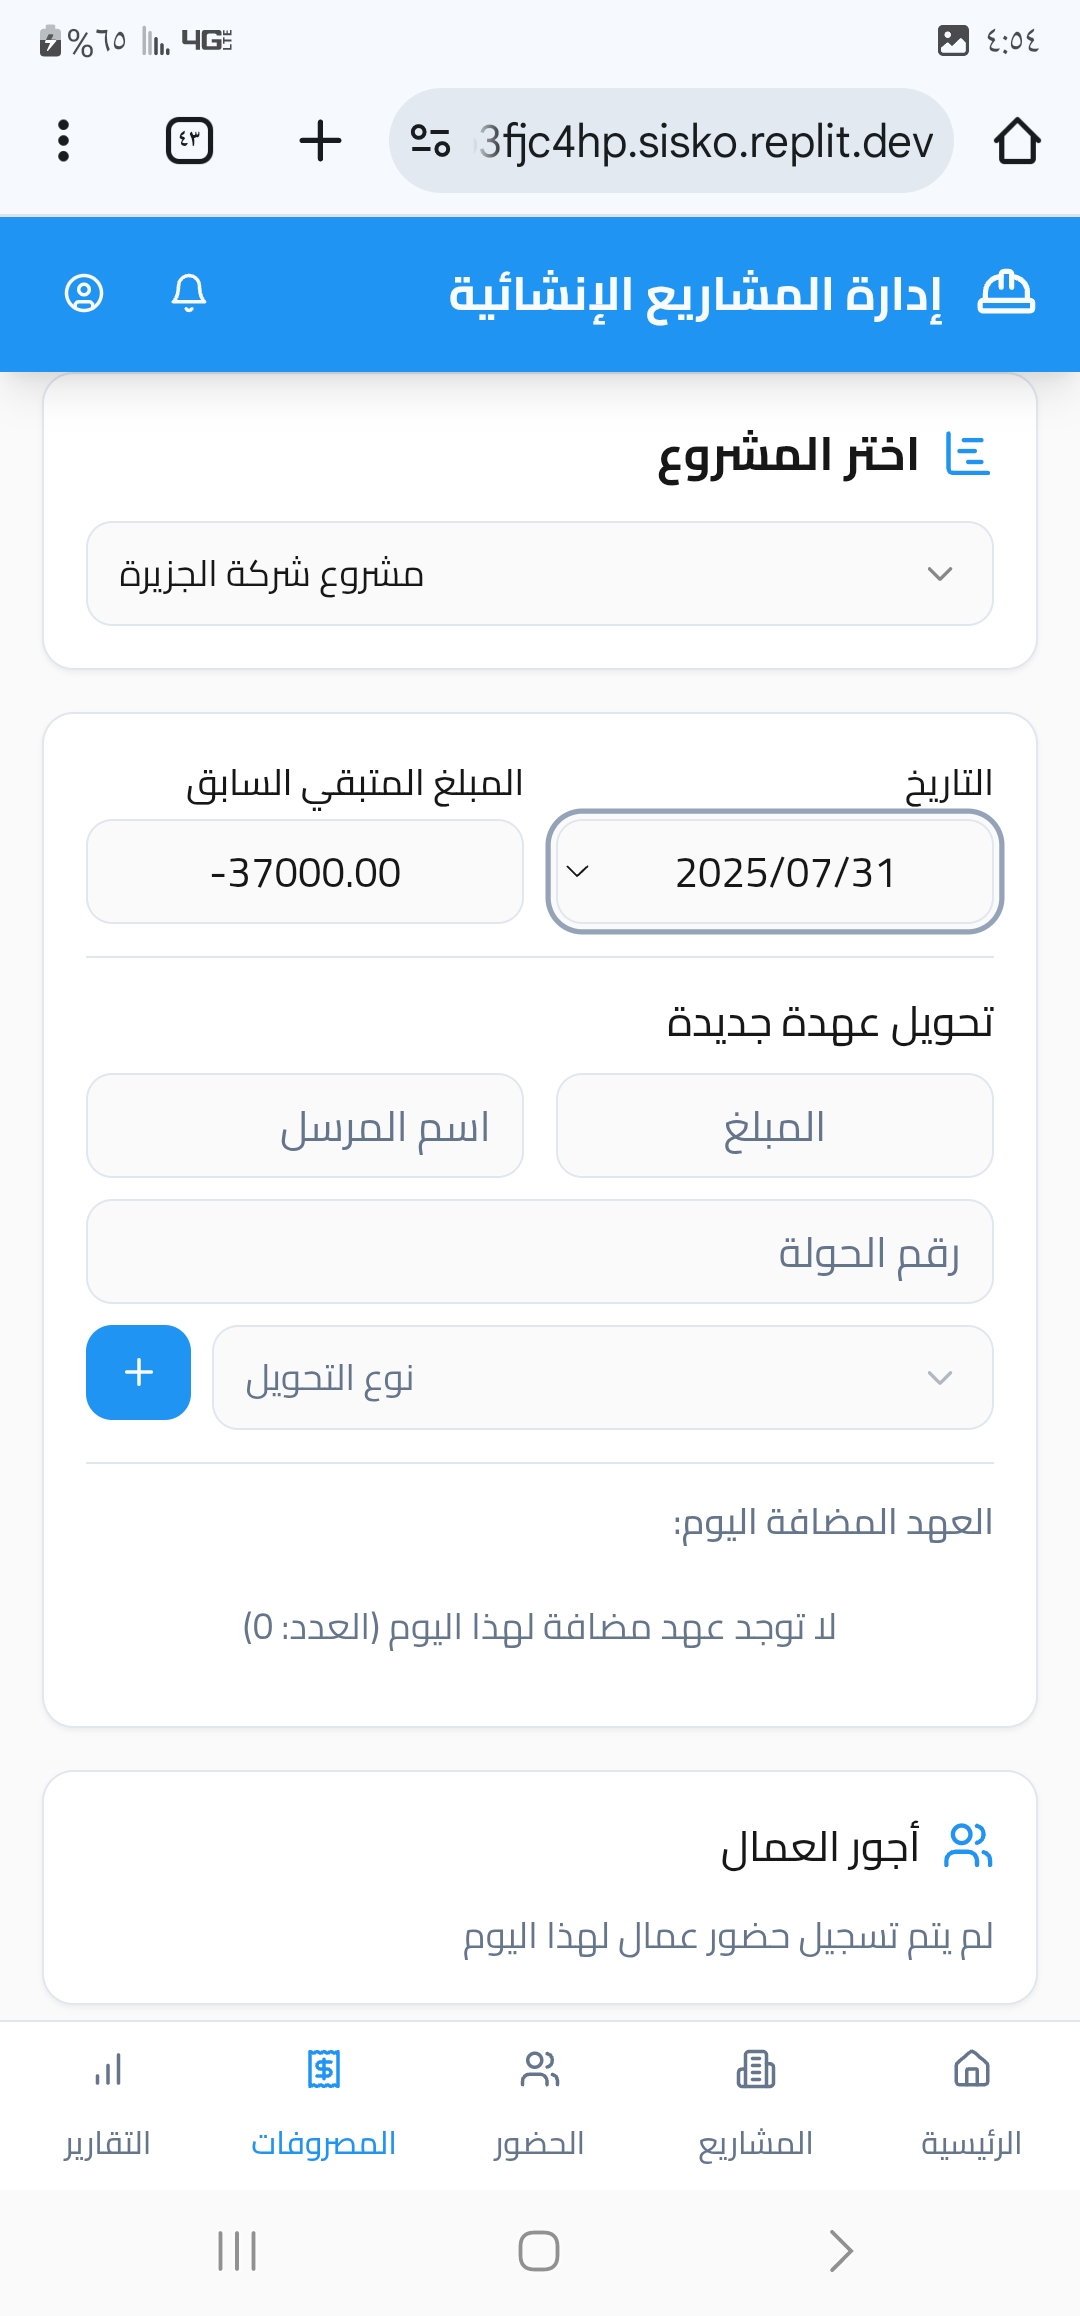 ٤:٥٤
4G LTE
%٦٥
3fjc4hp.sisko.replit.dev
٤٣
إدارة المشاريع الإنشائية
اختر المشروع
مشروع شركة الجزيرة
التاريخ
المبلغ المتبقي السابق
2025/07/31
-37000.00
تحويل عهدة جديدة
المبلغ
اسم المرسل
رقم الحولة
نوع التحويل
العهد المضافة اليوم:
لا توجد عهد مضافة لهذا اليوم (العدد: 0)
أجور العمال
لم يتم تسجيل حضور عمال لهذا اليوم
الرئيسية
المشاريع
الحضور
المصروفات
التقارير